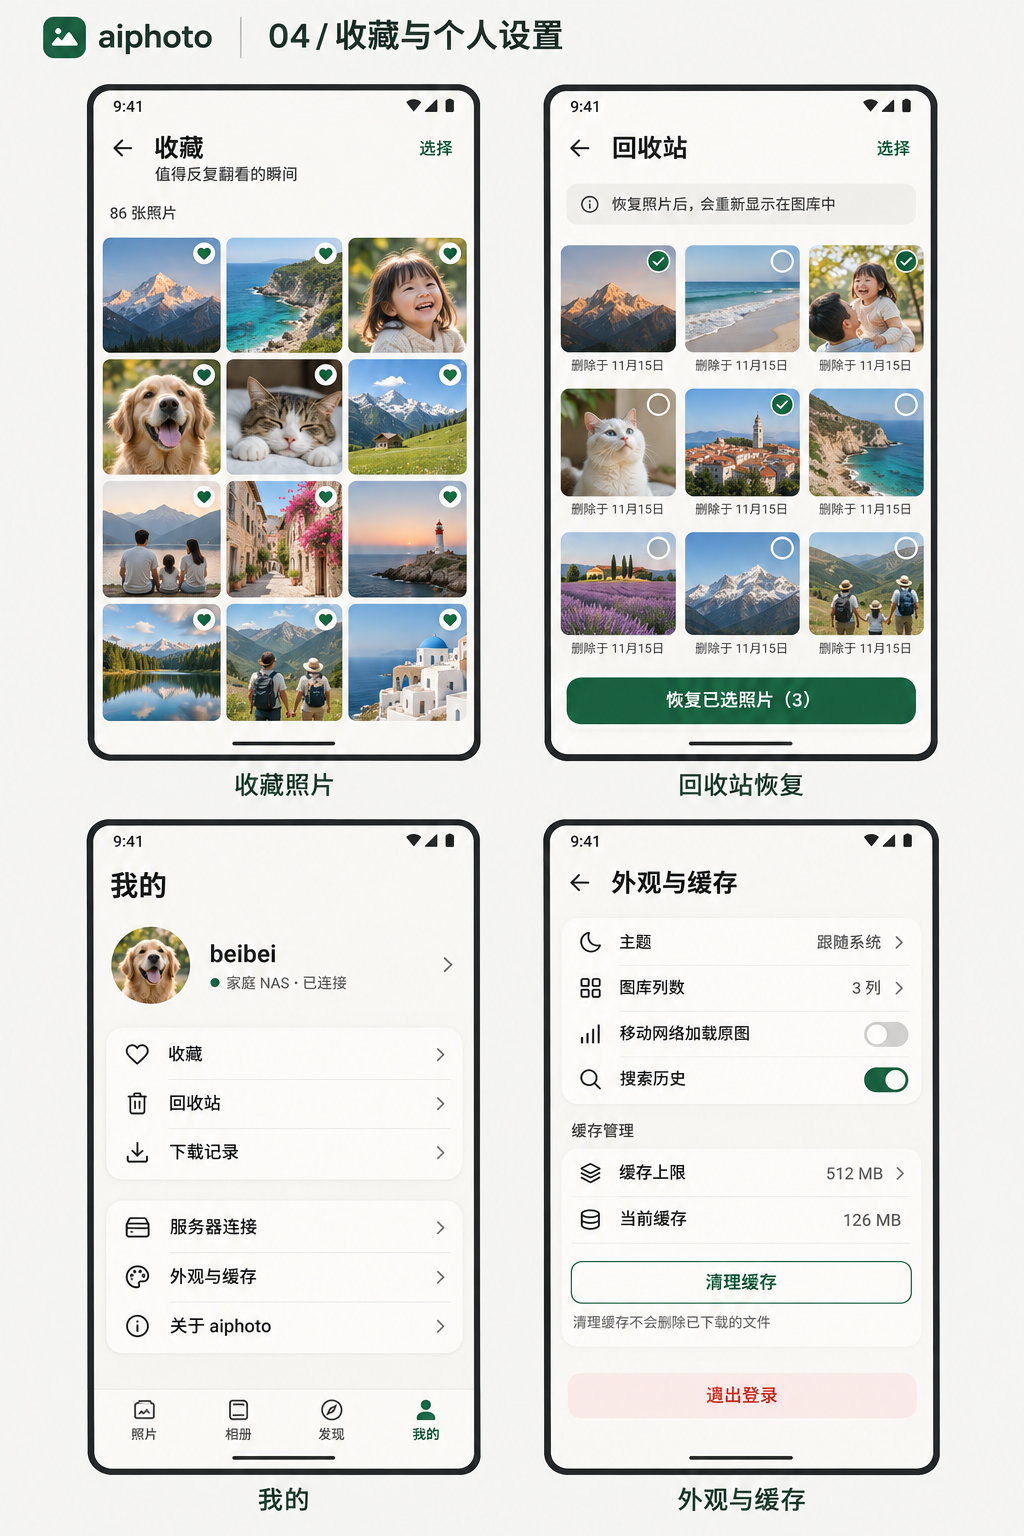 aiphoto
04 / 收藏与个人设置
9:41
收藏
选择
值得反复翻看的瞬间
86 张照片
收藏照片
9:41
回收站
选择
恢复照片后，会重新显示在图库中
删除于 11月15日
删除于 11月15日
删除于 11月15日
删除于 11月15日
删除于 11月15日
删除于 11月15日
删除于 11月15日
删除于 11月15日
删除于 11月15日
恢复已选照片（3）
回收站恢复
9:41
我的
beibei
家庭 NAS · 已连接
收藏
回收站
下载记录
服务器连接
外观与缓存
关于 aiphoto
照片
相册
发现
我的
我的
9:41
外观与缓存
主题
跟随系统
图库列数
3 列
移动网络加载原图
搜索历史
缓存管理
缓存上限
512 MB
当前缓存
126 MB
清理缓存
清理缓存不会删除已下载的文件
出登录
外观与缓存